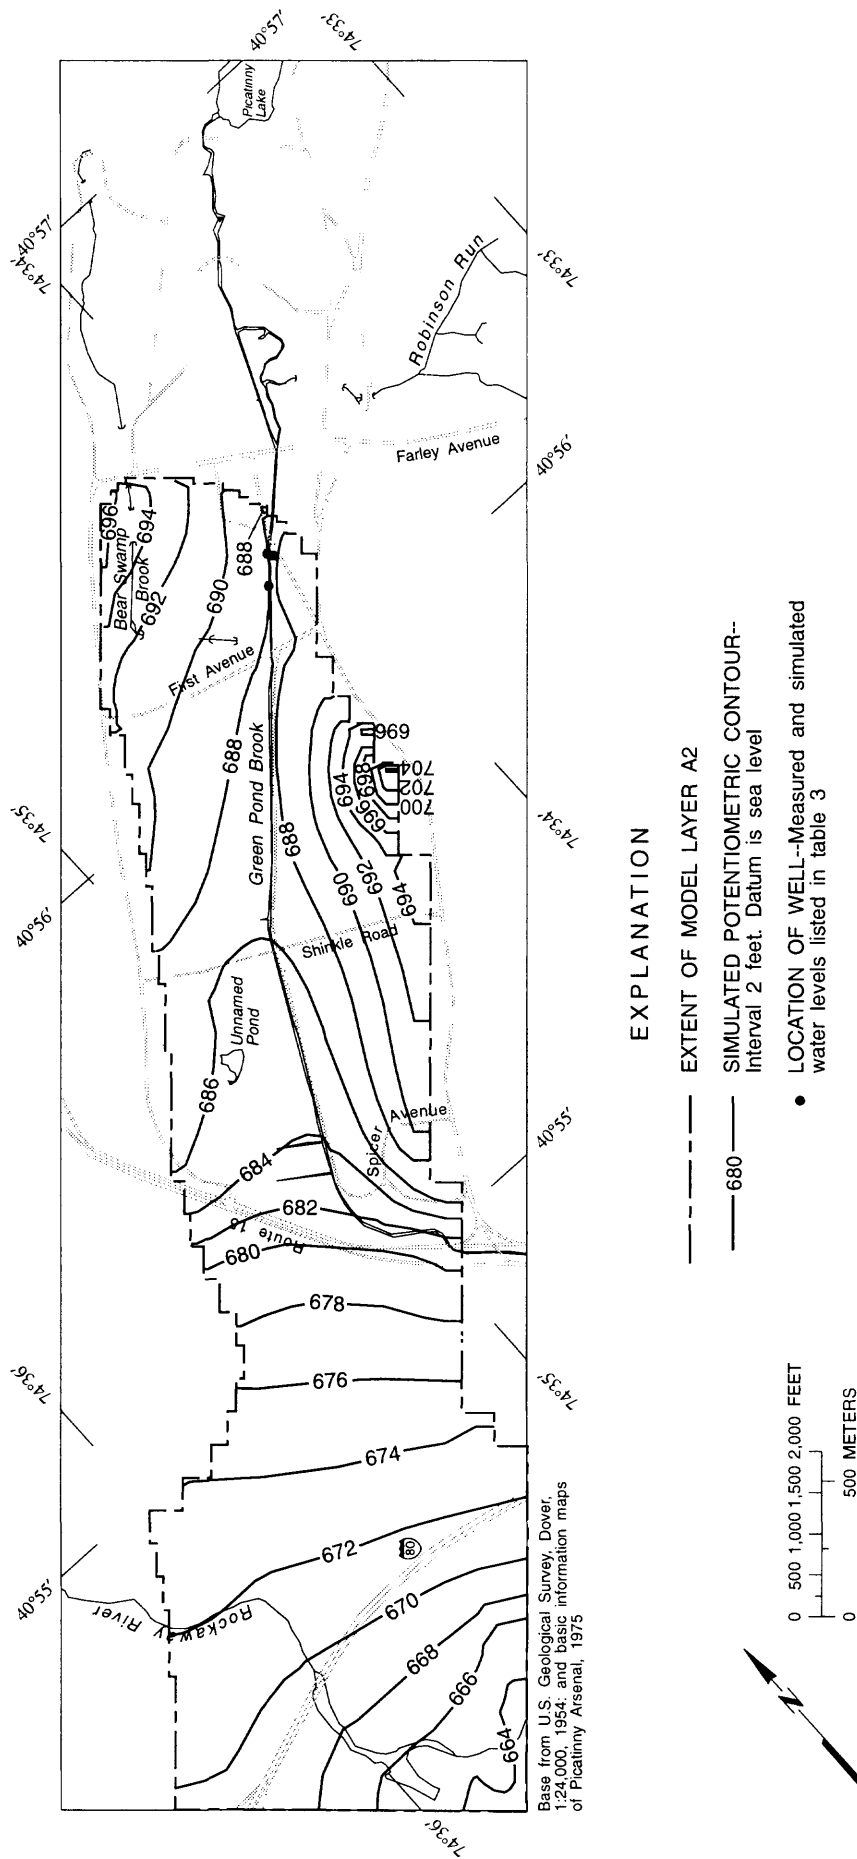 40°57'
74°33'
Picatinny
Lake
40°57'
74°34'
Robinson Run
74°33'
Farley Avenue
40°56'
696
694
Bear Swamp
Brook
692
690
688
First Avenue
688
Green Pond Brook
688
696
704
702
700
698
696
694
692
690
694
74°34'
74°35'
40°56'
Shinkle Road
Unnamed
Pond
686
Spicer Avenue
40°55'
684
682
Route 15
680
678
676
674
74°36'
74°35'
672
80
670
668
666
664
Rockaway River
40°55'
74°36'
Base from U.S. Geological Survey, Dover,
1:24,000, 1954; and basic information maps
of Picatinny Arsenal, 1975
EXPLANATION
EXTENT OF MODEL LAYER A2
680
SIMULATED POTENTIOMETRIC CONTOUR--
Interval 2 feet. Datum is sea level
LOCATION OF WELL--Measured and simulated
water levels listed in table 3
0 500 1,000 1,500 2,000 FEET
0 500 METERS
N